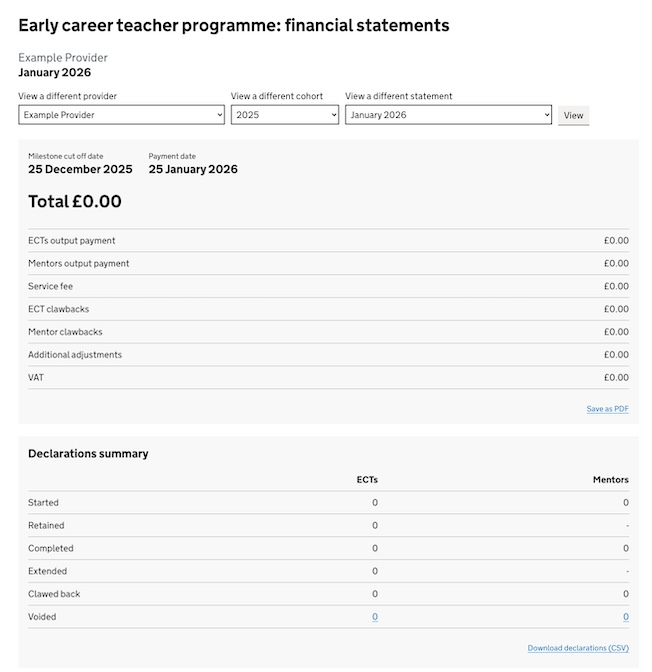 Early career teacher programme: financial statements
Example Provider
January 2026
View a different provider View a different cohort View a different statement
Example Provider 2025 January 2026 View
Milestone cut off date Payment date
25 December 2025 25 January 2026
Total £0.00
ECTs output payment £0.00
Mentors output payment £0.00
Service fee £0.00
ECT clawbacks £0.00
Mentor clawbacks £0.00
Additional adjustments £0.00
VAT £0.00
Save as PDF
Declarations summary
ECTs Mentors
Started 0 0
Retained 0 -
Completed 0 0
Extended 0 -
Clawed back 0 0
Voided 0 0
Download declarations (CSV)